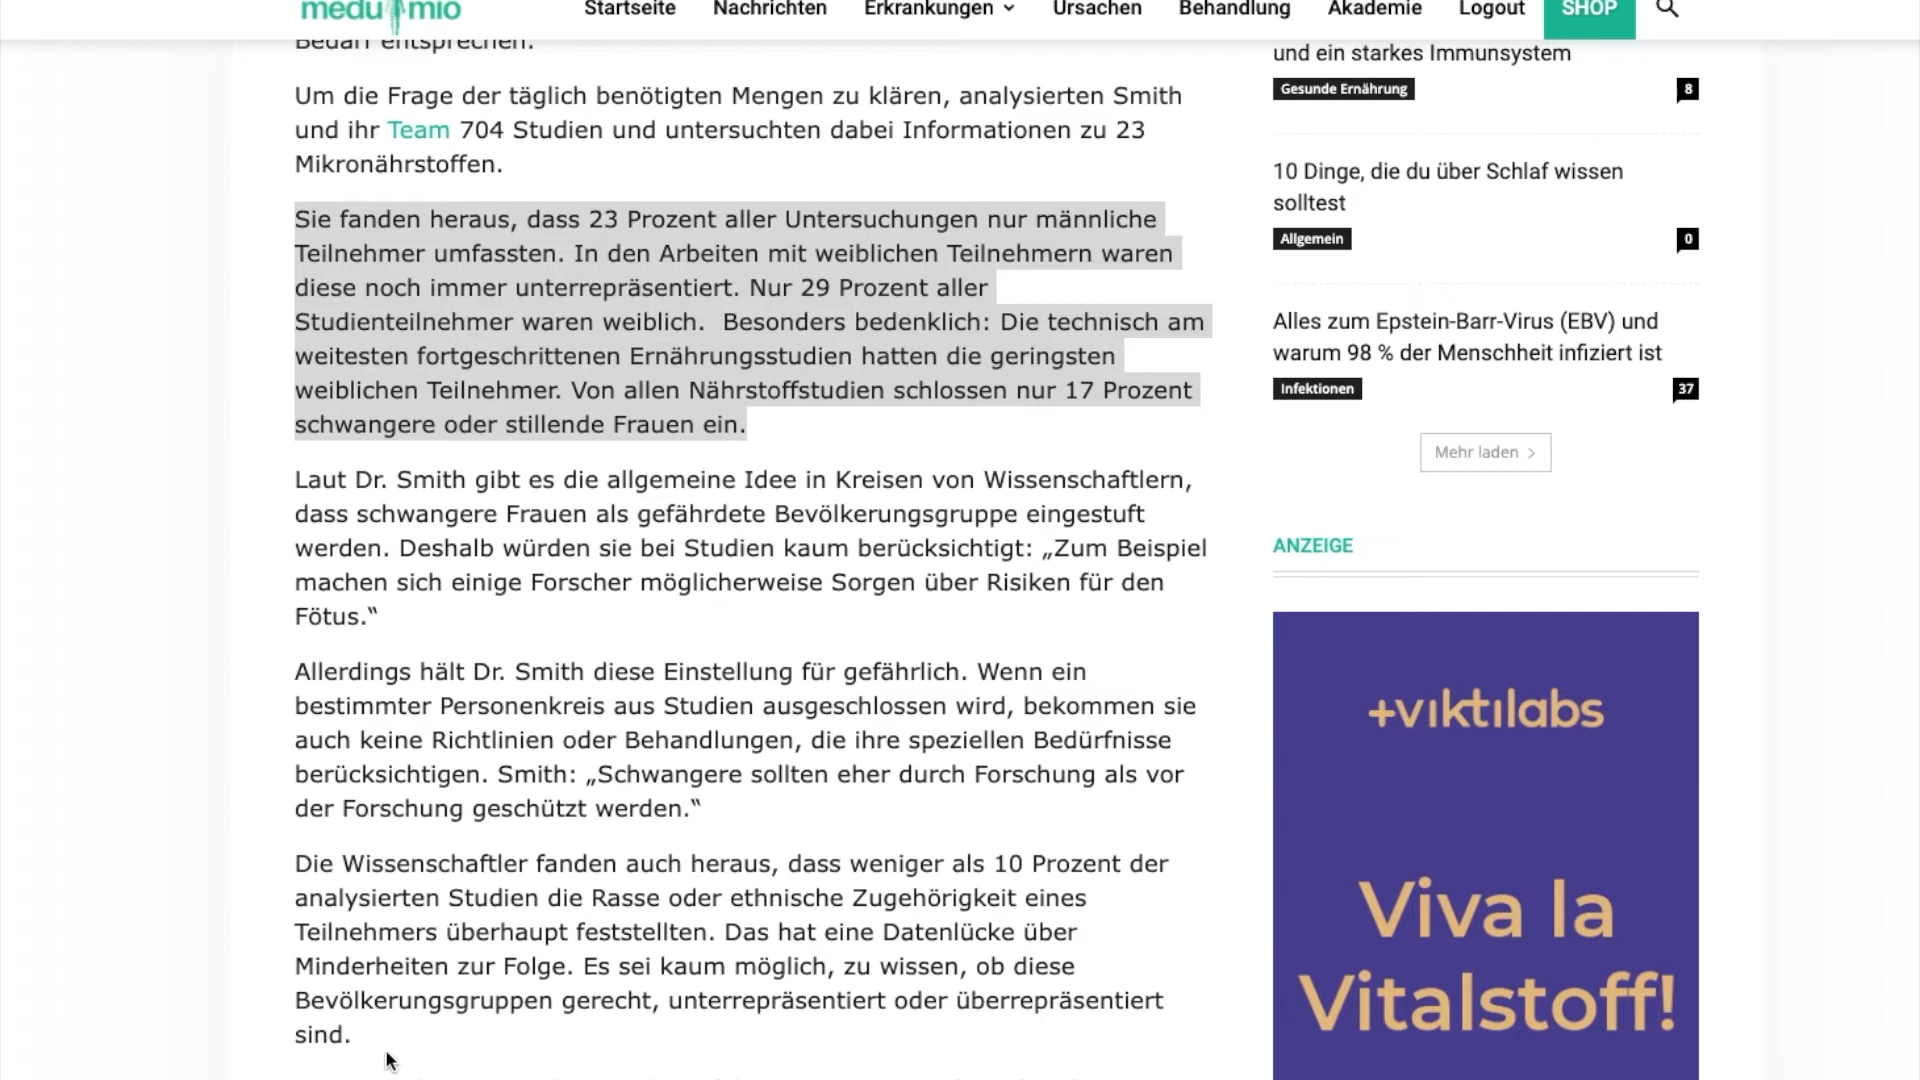 medumio
Startseite
Nachrichten
Erkrankungen
Ursachen
Behandlung
Akademie
Logout
SHOP
Bedarf entsprechen.
Um die Frage der täglich benötigten Mengen zu klären, analysierten Smith
und ihr Team 704 Studien und untersuchten dabei Informationen zu 23
Mikronährstoffen.
Sie fanden heraus, dass 23 Prozent aller Untersuchungen nur männliche
Teilnehmer umfassten. In den Arbeiten mit weiblichen Teilnehmern waren
diese noch immer unterrepräsentiert. Nur 29 Prozent aller
Studienteilnehmer waren weiblich.  Besonders bedenklich: Die technisch am
weitesten fortgeschrittenen Ernährungsstudien hatten die geringsten
weiblichen Teilnehmer. Von allen Nährstoffstudien schlossen nur 17 Prozent
schwangere oder stillende Frauen ein.
Laut Dr. Smith gibt es die allgemeine Idee in Kreisen von Wissenschaftlern,
dass schwangere Frauen als gefährdete Bevölkerungsgruppe eingestuft
werden. Deshalb würden sie bei Studien kaum berücksichtigt: „Zum Beispiel
machen sich einige Forscher möglicherweise Sorgen über Risiken für den
Fötus.“
Allerdings hält Dr. Smith diese Einstellung für gefährlich. Wenn ein
bestimmter Personenkreis aus Studien ausgeschlossen wird, bekommen sie
auch keine Richtlinien oder Behandlungen, die ihre speziellen Bedürfnisse
berücksichtigen. Smith: „Schwangere sollten eher durch Forschung als vor
der Forschung geschützt werden.“
Die Wissenschaftler fanden auch heraus, dass weniger als 10 Prozent der
analysierten Studien die Rasse oder ethnische Zugehörigkeit eines
Teilnehmers überhaupt feststellten. Das hat eine Datenlücke über
Minderheiten zur Folge. Es sei kaum möglich, zu wissen, ob diese
Bevölkerungsgruppen gerecht, unterrepräsentiert oder überrepräsentiert
sind.
und ein starkes Immunsystem
Gesunde Ernährung
8
10 Dinge, die du über Schlaf wissen
solltest
Allgemein
0
Alles zum Epstein-Barr-Virus (EBV) und
warum 98 % der Menschheit infiziert ist
Infektionen
37
Mehr laden
ANZEIGE
+viktilabs
Viva la
Vitalstoff!